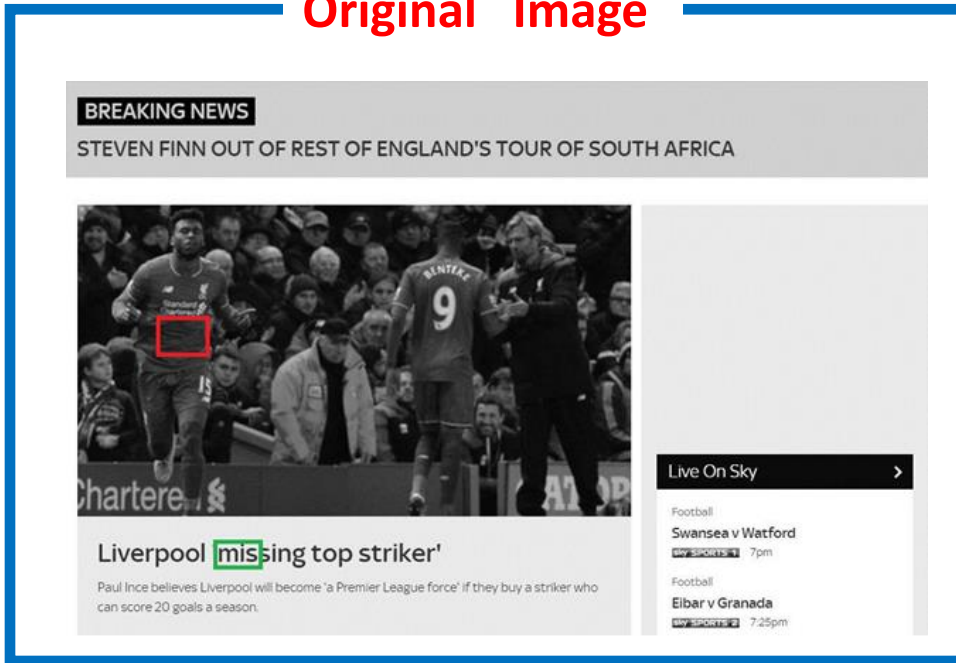 Original Image
BREAKING NEWS
STEVEN FINN OUT OF REST OF ENGLAND'S TOUR OF SOUTH AFRICA
BENTEKE
9
Standard
Chartered
15
Chartere
GATOR
Liverpool 'missing top striker'
Paul Ince believes Liverpool will become 'a Premier League force' if they buy a striker who
can score 20 goals a season.
Live On Sky
Football
Swansea v Watford
sky SPORTS 1 7pm
Football
Eibar v Granada
sky SPORTS 2 7:25pm